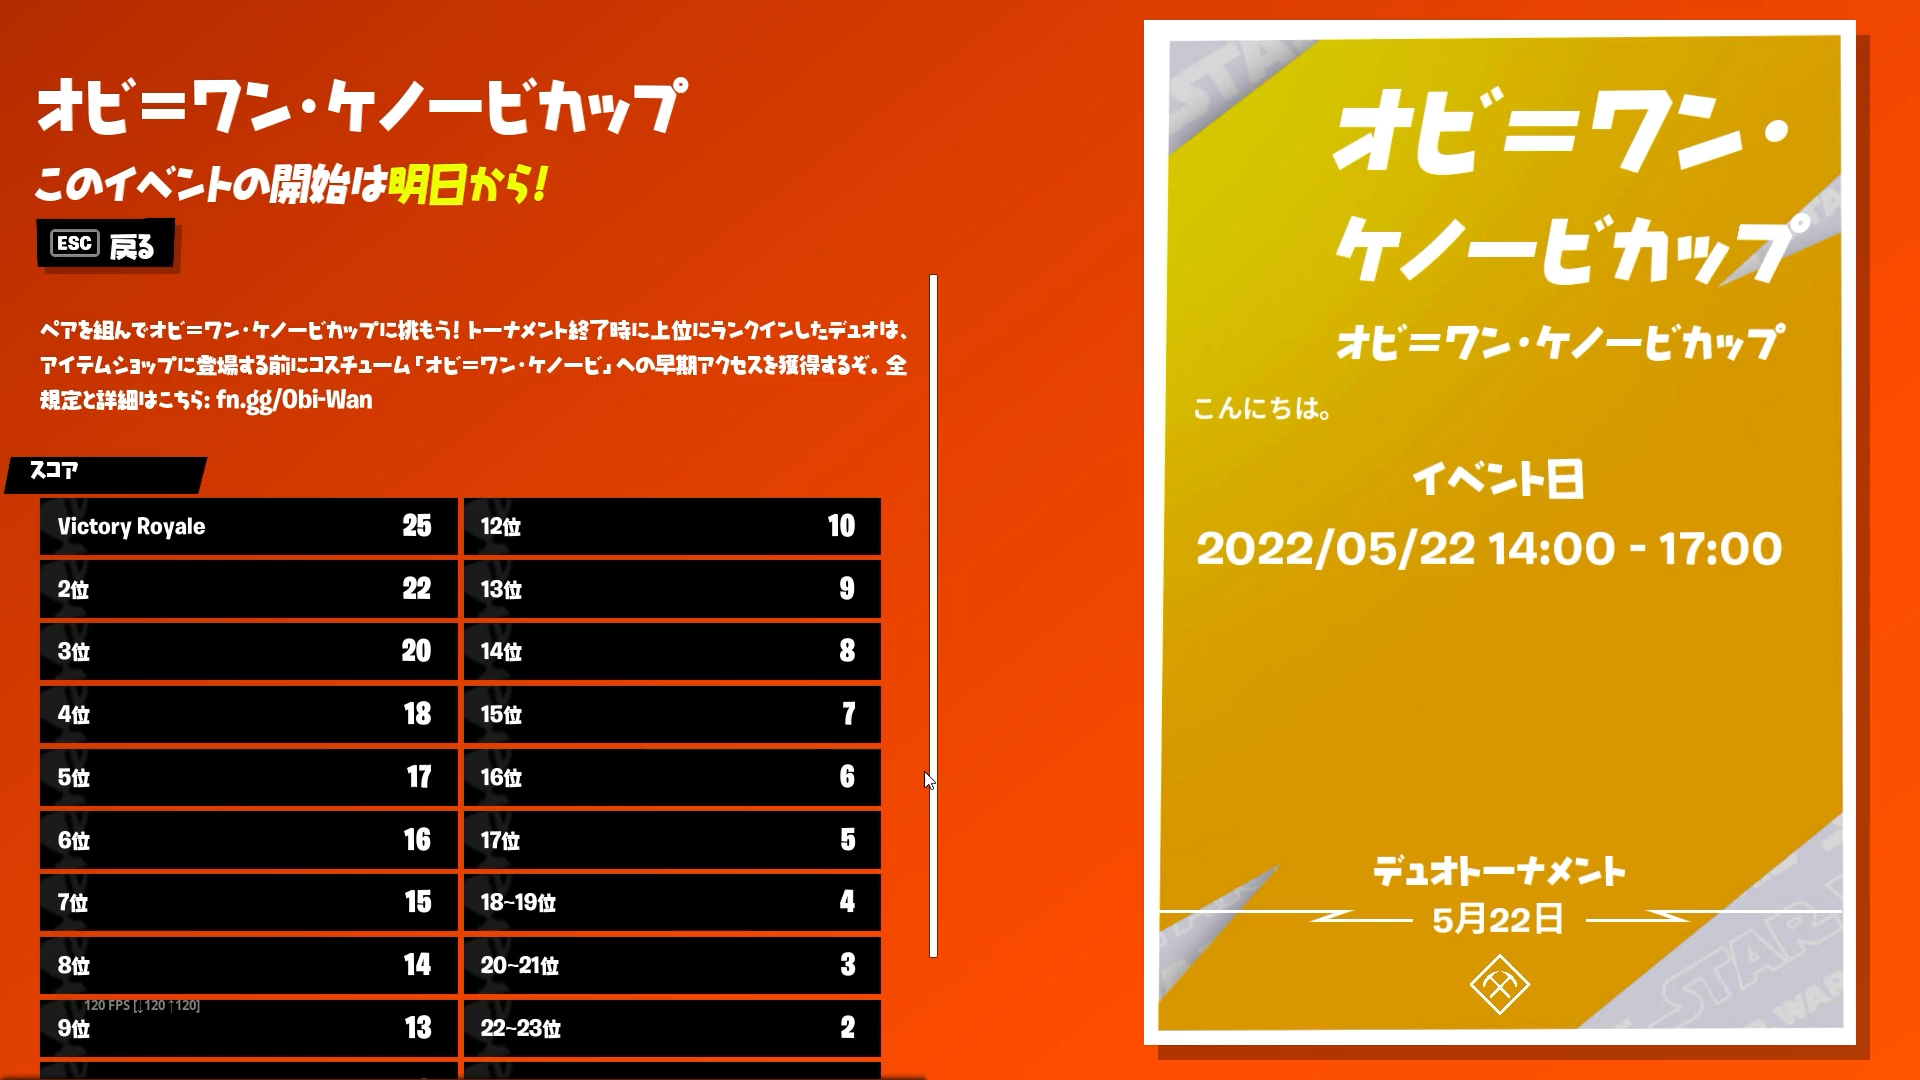 オビ＝ワン・ケノービカップ
このイベントの開始は明日から!
ESC 戻る
ペアを組んでオビ＝ワン・ケノービカップに挑もう! トーナメント終了時に上位にランクインしたデュオは、
アイテムショップに登場する前にコスチューム「オビ＝ワン・ケノービ」への早期アクセスを獲得するぞ。全
規定と詳細はこちら: fn.gg/Obi-Wan
スコア
Victory Royale 25
2位 22
3位 20
4位 18
5位 17
6位 16
7位 15
8位 14
120 FPS [↓120 ↑120]
9位 13
12位 10
13位 9
14位 8
15位 7
16位 6
17位 5
18~19位 4
20~21位 3
22~23位 2
オビ＝ワン・
ケノービカップ
オビ＝ワン・ケノービカップ
こんにちは。
イベント日
2022/05/22 14:00 - 17:00
デュオトーナメント
5月22日
STAR
WAR